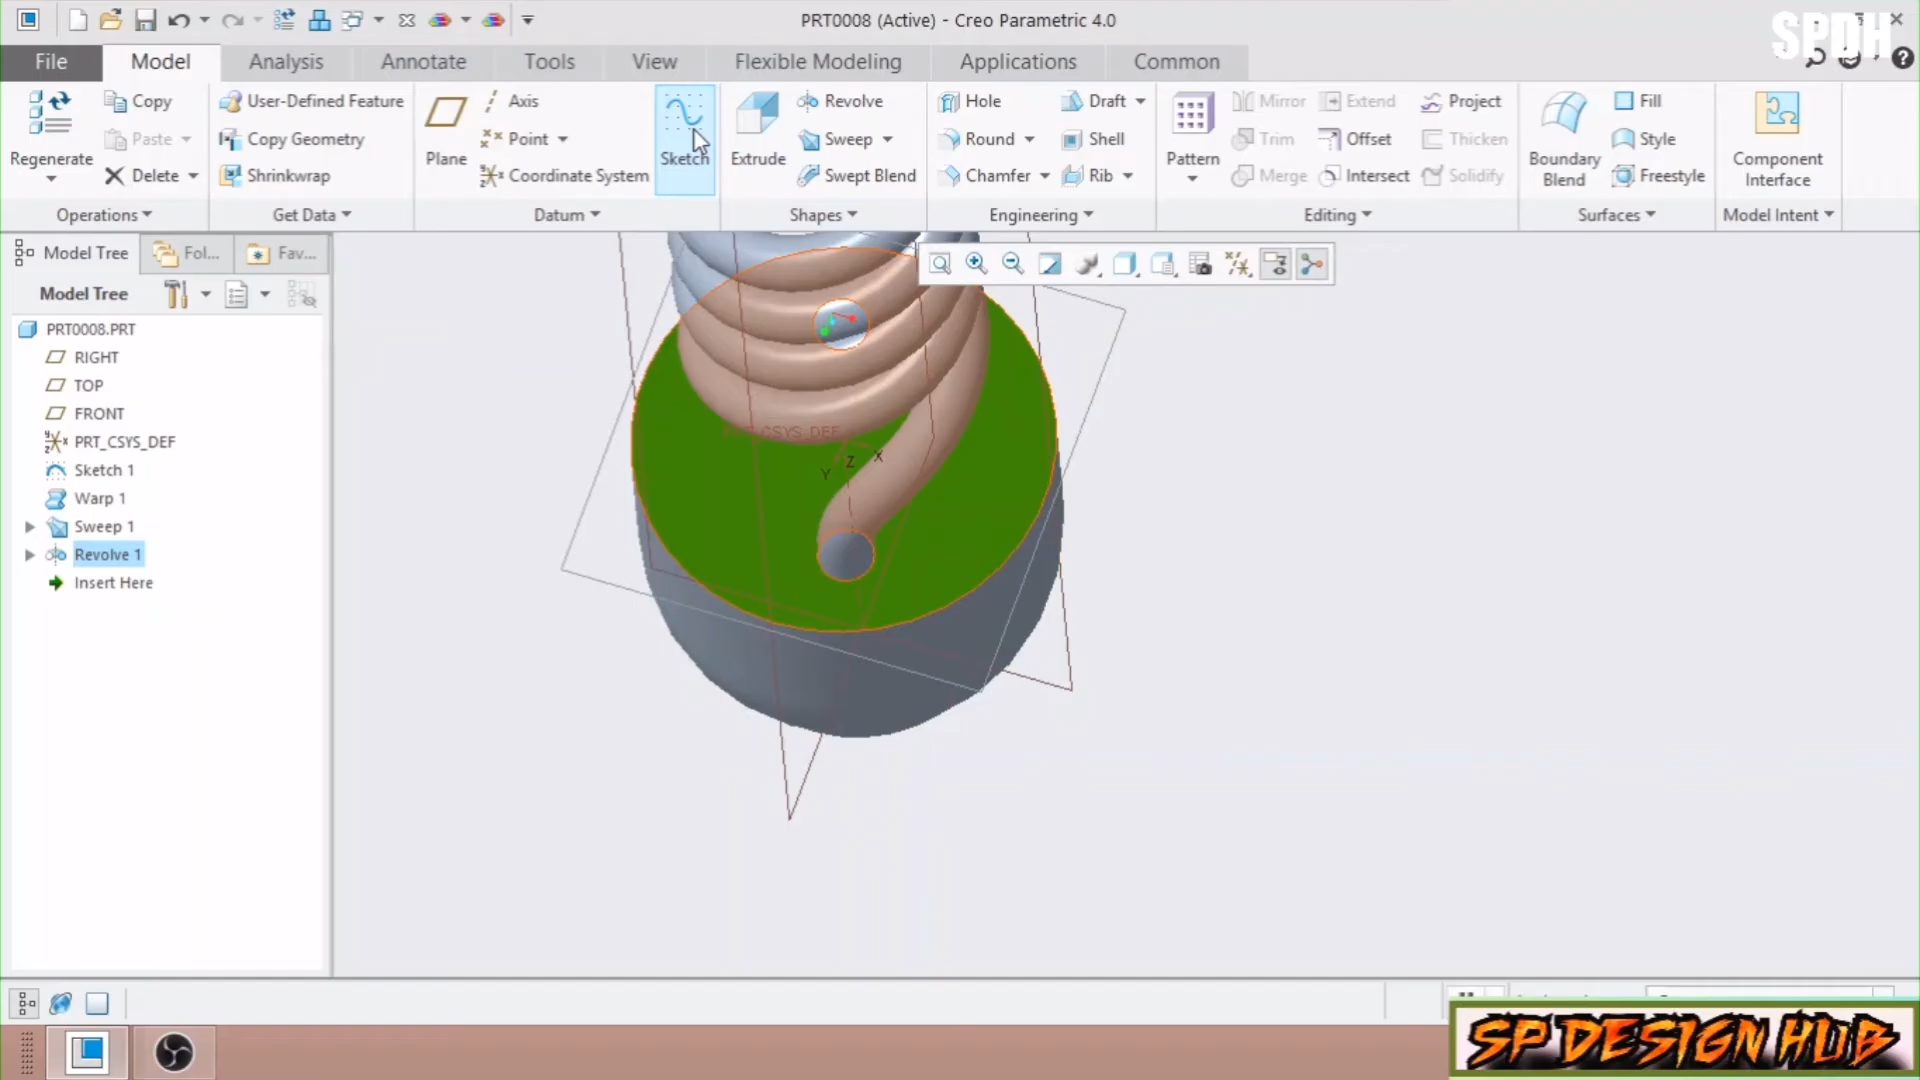 PRT0008 (Active) - Creo Parametric 4.0
SPDH
File Model Analysis Annotate Tools View Flexible Modeling Applications Common
Regenerate
Copy
Paste
Delete
Operations
User-Defined Feature
Copy Geometry
Shrinkwrap
Get Data
Plane
Axis
Point
Coordinate System
Sketch
Datum
Extrude
Revolve
Sweep
Swept Blend
Shapes
Hole
Round
Chamfer
Draft
Shell
Rib
Engineering
Pattern
Mirror
Trim
Merge
Extend
Offset
Intersect
Project
Thicken
Solidify
Editing
Boundary
Blend
Fill
Style
Freestyle
Surfaces
Component
Interface
Model Intent
Model Tree Fol... Fav...
Model Tree
PRT0008.PRT
RIGHT
TOP
FRONT
PRT_CSYS_DEF
Sketch 1
Warp 1
Sweep 1
Revolve 1
Insert Here
CSYS_DEF
X
Y
Z
SP DESIGN HUB